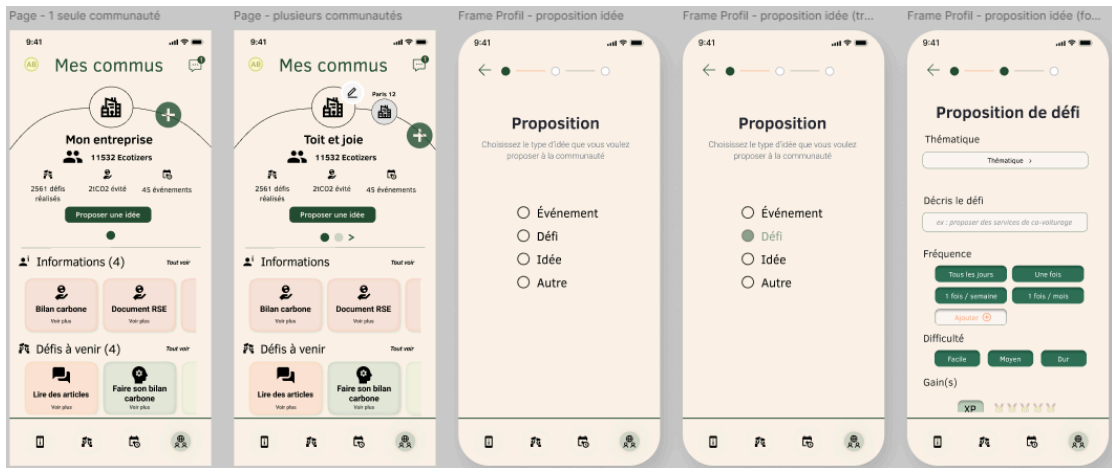 Page - 1 seule communauté
9:41
AB
Mes commus
1
Mon entreprise
11532 Ecotizers
2561 défis
réalisés
2tCO2 évité
45 événements
Proposer une idée
Informations (4)
Tout voir
Bilan carbone
Voir plus
Document RSE
Voir plus
Défis à venir (4)
Tout voir
Lire des articles
Voir plus
Faire son bilan
carbone
Voir plus
Page - plusieurs communautés
9:41
AB
Mes commus
Paris 12
Toit et joie
11532 Ecotizers
2561 défis
réalisés
2tCO2 évité
45 événements
Proposer une idée
>
Informations
Tout voir
Bilan carbone
Voir plus
Document RSE
Voir plus
Défis à venir
Tout voir
Lire des articles
Voir plus
Faire son bilan
carbone
Voir plus
Frame Profil - proposition idée
9:41
Proposition
Choisissez le type d'idée que vous voulez
proposer à la communauté
Événement
Défi
Idée
Autre
Frame Profil - proposition idée (tr...
9:41
Proposition
Choisissez le type d'idée que vous voulez
proposer à la communauté
Événement
Défi
Idée
Autre
Frame Profil - proposition idée (fo...
9:41
Proposition de défi
Thématique
Thématique >
Décris le défi
ex : proposer des services de co-voiturage
Fréquence
Tous les jours
Une fois
1 fois / semaine
1 fois / mois
Ajouter
Difficulté
Facile
Moyen
Dur
Gain(s)
XP